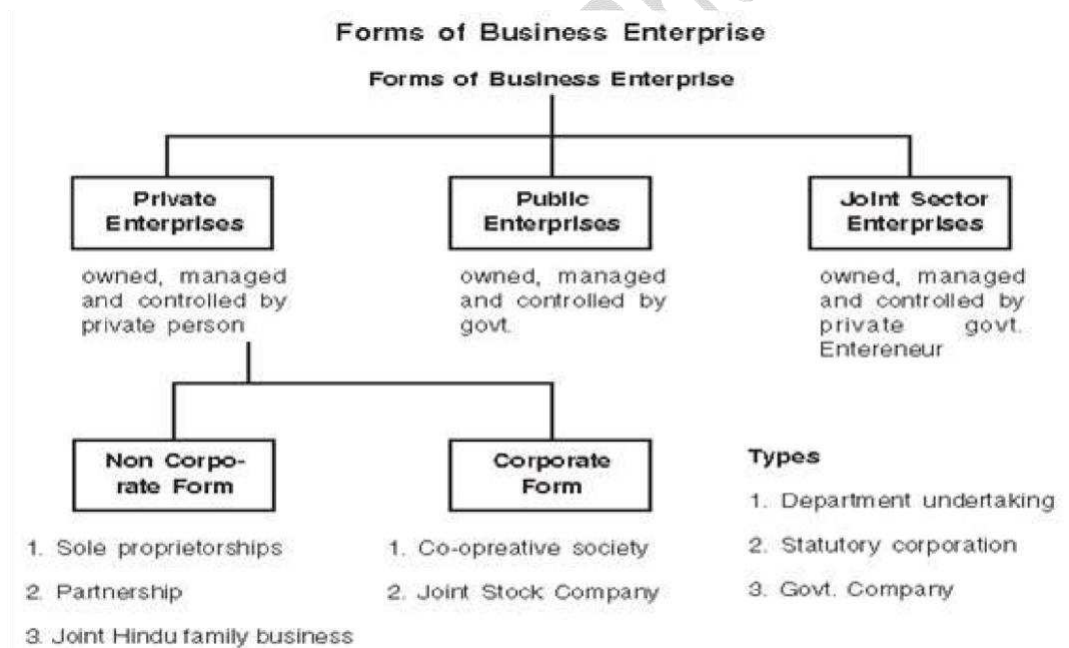 Forms of Business Enterprise
Forms of Business Enterprise
Private
Enterprises
Public
Enterprises
Joint Sector
Enterprises
owned, managed
and controlled by
private person
owned, managed
and controlled by
govt.
owned, managed
and controlled by
private govt.
Entereneur
Non Corpo-
rate Form
Corporate
Form
Types
1. Sole proprietorships
2. Partnership
3. Joint Hindu family business
1. Co-opreative society
2. Joint Stock Company
1. Department undertaking
2. Statutory corporation
3. Govt. Company